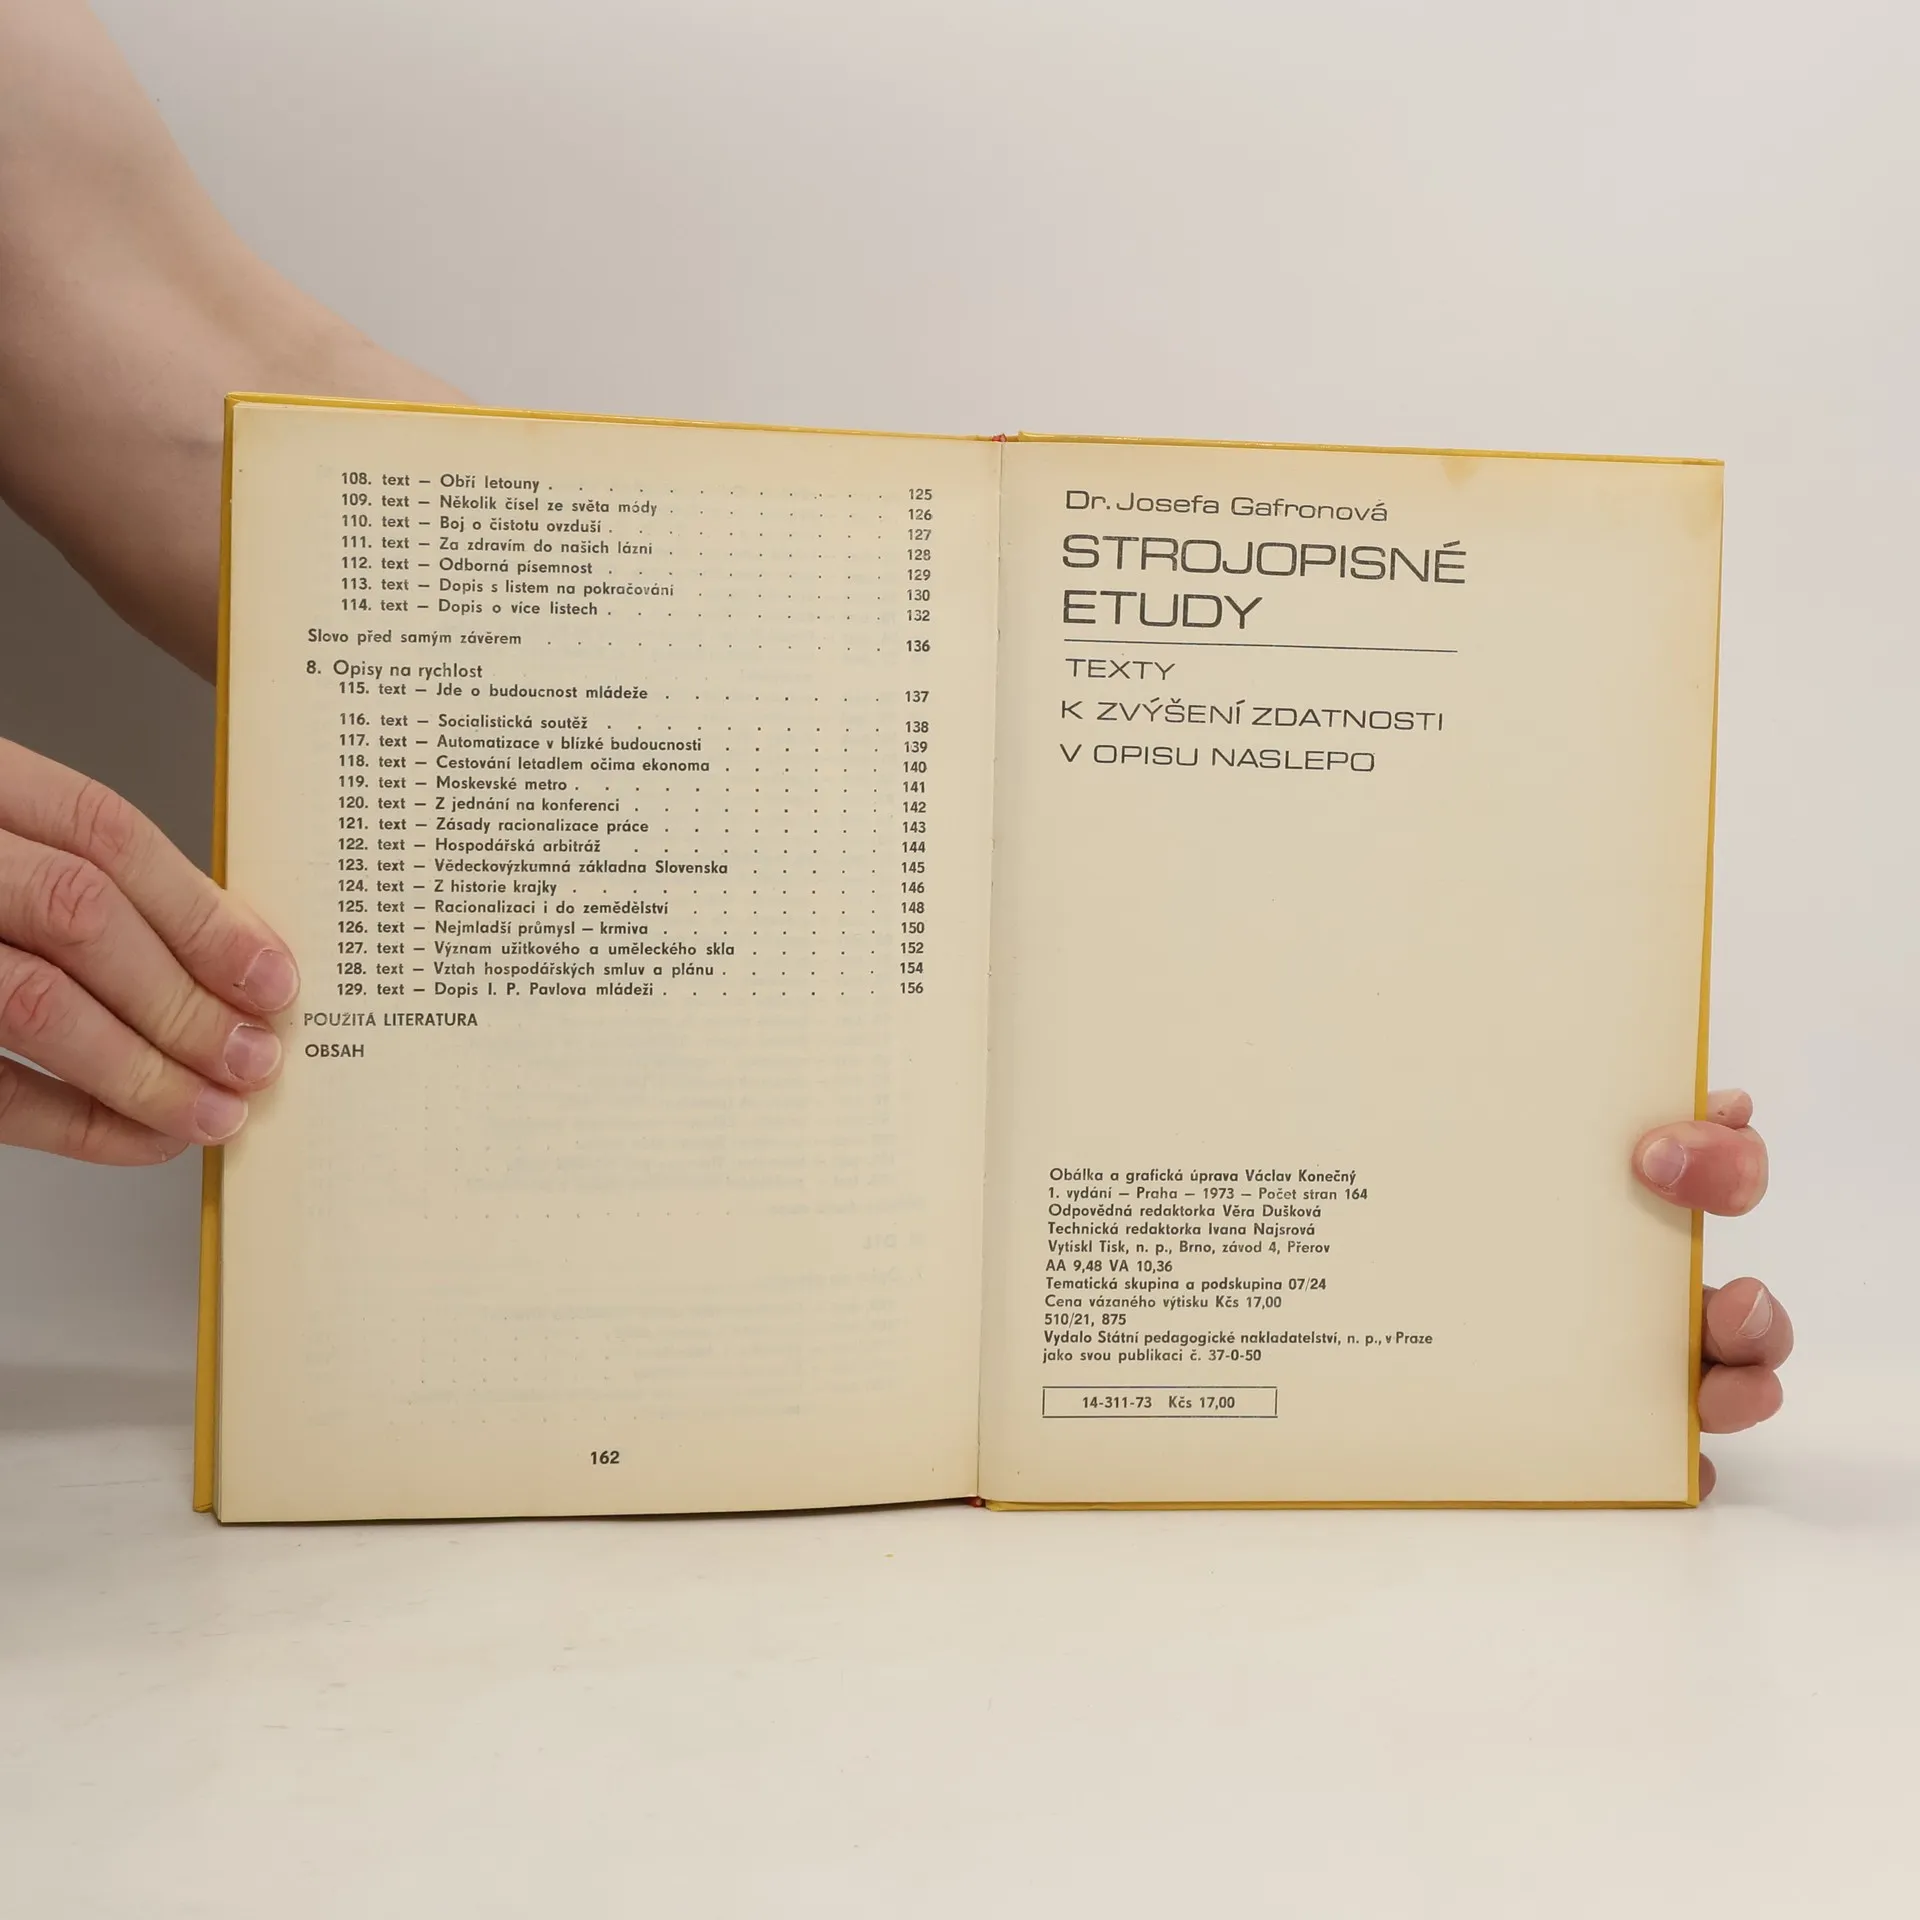 108. text — Obří letouny . . . . . . . . . . . . 125
109. text — Několik čísel ze světa módy . . . . . . . . 126
110. text — Boj o čistotu ovzduší . . . . . . . . . . 127
111. text — Za zdravím do našich lázní . . . . . . . . 128
112. text — Odborná písemnost . . . . . . . . . . 129
113. text — Dopis s listem na pokračování . . . . . . . 130
114. text — Dopis o více listech . . . . . . . . . . 132
Slovo před samým závěrem . . . . . . . . . . . . 136
8. Opisy na rychlost
115. text — Jde o budoucnost mládeže . . . . . . . . 137
116. text — Socialistická soutěž . . . . . . . . . . 138
117. text — Automatizace v blízké budoucnosti . . . . . . 139
118. text — Cestování letadlem očima ekonoma . . . . . . 140
119. text — Moskevské metro . . . . . . . . . . . 141
120. text — Z jednání na konferenci . . . . . . . . . 142
121. text — Zásady racionalizace práce . . . . . . . . 143
122. text — Hospodářská arbitráž . . . . . . . . . 144
123. text — Vědeckovýzkumná základna Slovenska . . . . . 145
124. text — Z historie krajky . . . . . . . . . . . 146
125. text — Racionalizaci i do zemědělství . . . . . . . 148
126. text — Nejmladší průmysl — krmiva . . . . . . . . 150
127. text — Význam užitkového a uměleckého skla . . . . . 152
128. text — Vztah hospodářských smluv a plánu . . . . . . 154
129. text — Dopis I. P. Pavlova mládeži . . . . . . . . 156
POUŽITÁ LITERATURA
OBSAH
162
Dr. Josefa Gafronová
STROJOPISNÉ
ETUDY
TEXTY
K ZVÝŠENÍ ZDATNOSTI
V OPISU NASLEPO
Obálka a grafická úprava Václav Konečný
1. vydání — Praha — 1973 — Počet stran 164
Odpovědná redaktorka Věra Dušková
Technická redaktorka Ivana Najsrová
Vytiskl Tisk, n. p., Brno, závod 4, Přerov
AA 9,48 VA 10,36
Tematická skupina a podskupina 07/24
Cena vázaného výtisku Kčs 17,00
510/21, 875
Vydalo Státní pedagogické nakladatelství, n. p., v Praze
jako svou publikaci č. 37-0-50
14-311-73 Kčs 17,00